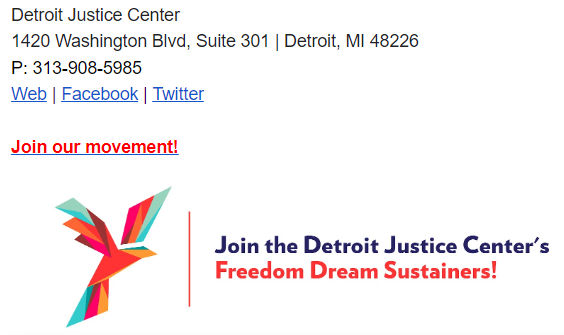 Detroit Justice Center
1420 Washington Blvd, Suite 301 | Detroit, MI 48226
P: 313-908-5985
Web | Facebook | Twitter
Join our movement!
Join the Detroit Justice Center's
Freedom Dream Sustainers!